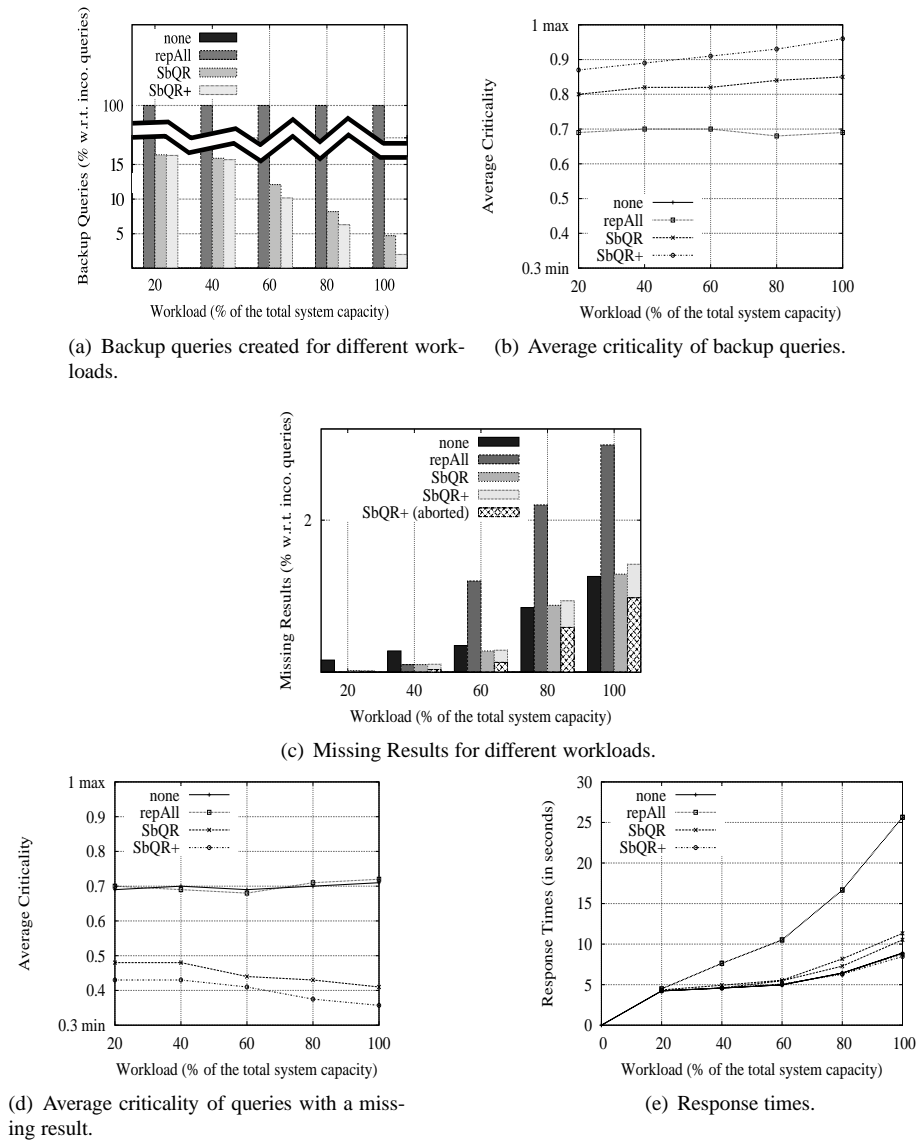 none
repAll
SbQR
SbQR+
Backup Queries (% w.r.t. inco. queries)
100
15
10
5
20 40 60 80 100
Workload (% of the total system capacity)
(a) Backup queries created for different work-
loads.
1 max
0.9
0.8
0.7
0.6
0.5
0.4
0.3 min
Average Criticality
none
repAll
SbQR
SbQR+
20 40 60 80 100
Workload (% of the total system capacity)
(b) Average criticality of backup queries.
Missing Results (% w.r.t. inco. queries)
2
none
repAll
SbQR
SbQR+
SbQR+ (aborted)
20 40 60 80 100
Workload (% of the total system capacity)
(c) Missing Results for different workloads.
1 max
0.9
0.8
0.7
0.6
0.5
0.4
0.3 min
Average Criticality
none
repAll
SbQR
SbQR+
20 40 60 80 100
Workload (% of the total system capacity)
(d) Average criticality of queries with a miss-
ing result.
30
25
20
15
10
5
0
Response Times (in seconds)
none
repAll
SbQR
SbQR+
0 20 40 60 80 100
Workload (% of the total system capacity)
(e) Response times.